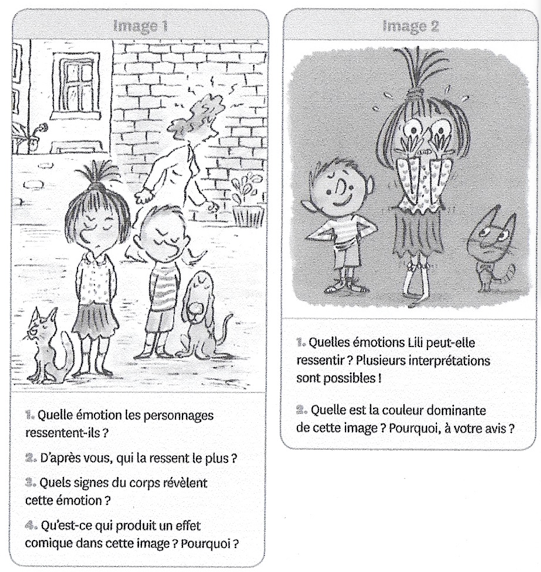 Image 1
1. Quelle émotion les personnages
ressentent-ils ?
2. D'après vous, qui la ressent le plus ?
3. Quels signes du corps révèlent
cette émotion ?
4. Qu'est-ce qui produit un effet
comique dans cette image ? Pourquoi ?
Image 2
1. Quelles émotions Lili peut-elle
ressentir ? Plusieurs interprétations
sont possibles !
2. Quelle est la couleur dominante
de cette image ? Pourquoi, à votre avis ?